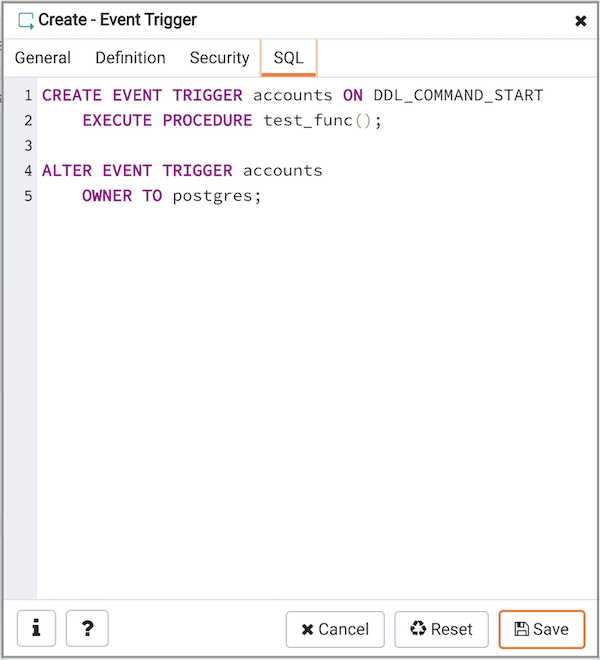 Create - Event Trigger
General Definition Security SQL
1 CREATE EVENT TRIGGER accounts ON DDL_COMMAND_START
2 EXECUTE PROCEDURE test_func();
3
4 ALTER EVENT TRIGGER accounts
5 OWNER TO postgres;
i ? Cancel Reset Save